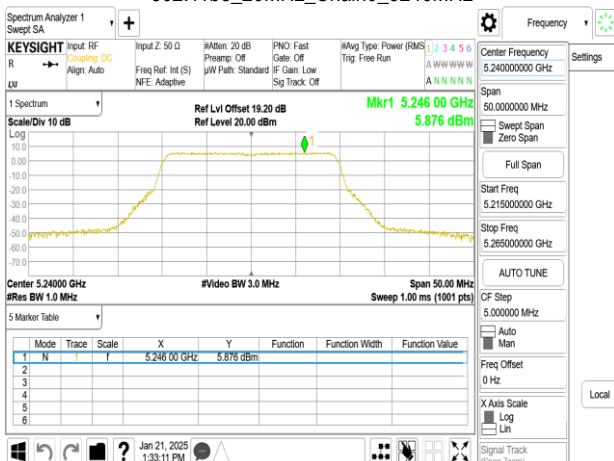 Spectrum Analyzer 1
Swept SA
+
Frequency
KEYSIGHT
R
Input: RF
Coupling: DC
Align: Auto
Input Z: 50 Ω
Freq Ref: Int (S)
NFE: Adaptive
#Atten: 20 dB
Preamp: Off
µW Path: Standard
PNO: Fast
Gate: Off
IF Gain: Low
Sig Track: Off
#Avg Type: Power (RMS
Trig: Free Run
1 2 3 4 5 6
A W W W W W
A N N N N N
1 Spectrum
Scale/Div 10 dB
Ref Lvl Offset 19.20 dB
Ref Level 20.00 dBm
Mkr1 5.246 00 GHz
5.876 dBm
Log
10.0
0.00
-10.0
-20.0
-30.0
-40.0
-50.0
-60.0
-70.0
1
Center 5.24000 GHz
#Res BW 1.0 MHz
#Video BW 3.0 MHz
Span 50.00 MHz
Sweep 1.00 ms (1001 pts)
5 Marker Table
Mode Trace Scale X Y Function Function Width Function Value
1 N 1 f 5.246 00 GHz 5.876 dBm
2
3
4
5
6
Jan 21, 2025
1:33:11 PM
Center Frequency
5.240000000 GHz
Settings
Span
50.0000000 MHz
Swept Span
Zero Span
Full Span
Start Freq
5.215000000 GHz
Stop Freq
5.265000000 GHz
AUTO TUNE
CF Step
5.000000 MHz
Auto
Man
Freq Offset
0 Hz
X Axis Scale
Log
Lin
Local
Signal Track